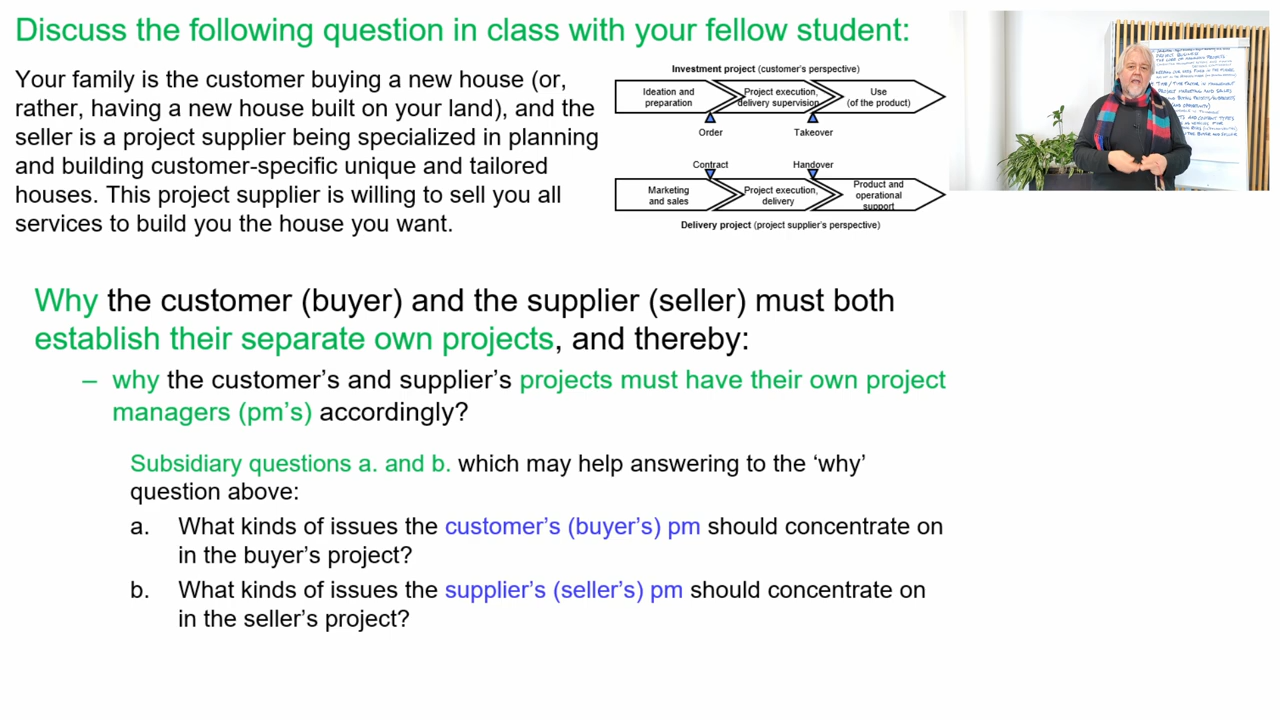 Discuss the following question in class with your fellow student:
Your family is the customer buying a new house (or,
rather, having a new house built on your land), and the
seller is a project supplier being specialized in planning
and building customer-specific unique and tailored
houses. This project supplier is willing to sell you all
services to build you the house you want.
Investment project (customer's perspective)
Ideation and
preparation
Project execution,
delivery supervision
Use
(of the product)
Order
Takeover
Contract
Handover
Marketing
and sales
Project execution,
delivery
Product and
operational
support
Delivery project (project supplier's perspective)
Why the customer (buyer) and the supplier (seller) must both
establish their separate own projects, and thereby:
– why the customer's and supplier's projects must have their own project
managers (pm's) accordingly?
Subsidiary questions a. and b. which may help answering to the 'why'
question above:
a. What kinds of issues the customer's (buyer's) pm should concentrate on
in the buyer's project?
b. What kinds of issues the supplier's (seller's) pm should concentrate on
in the seller's project?